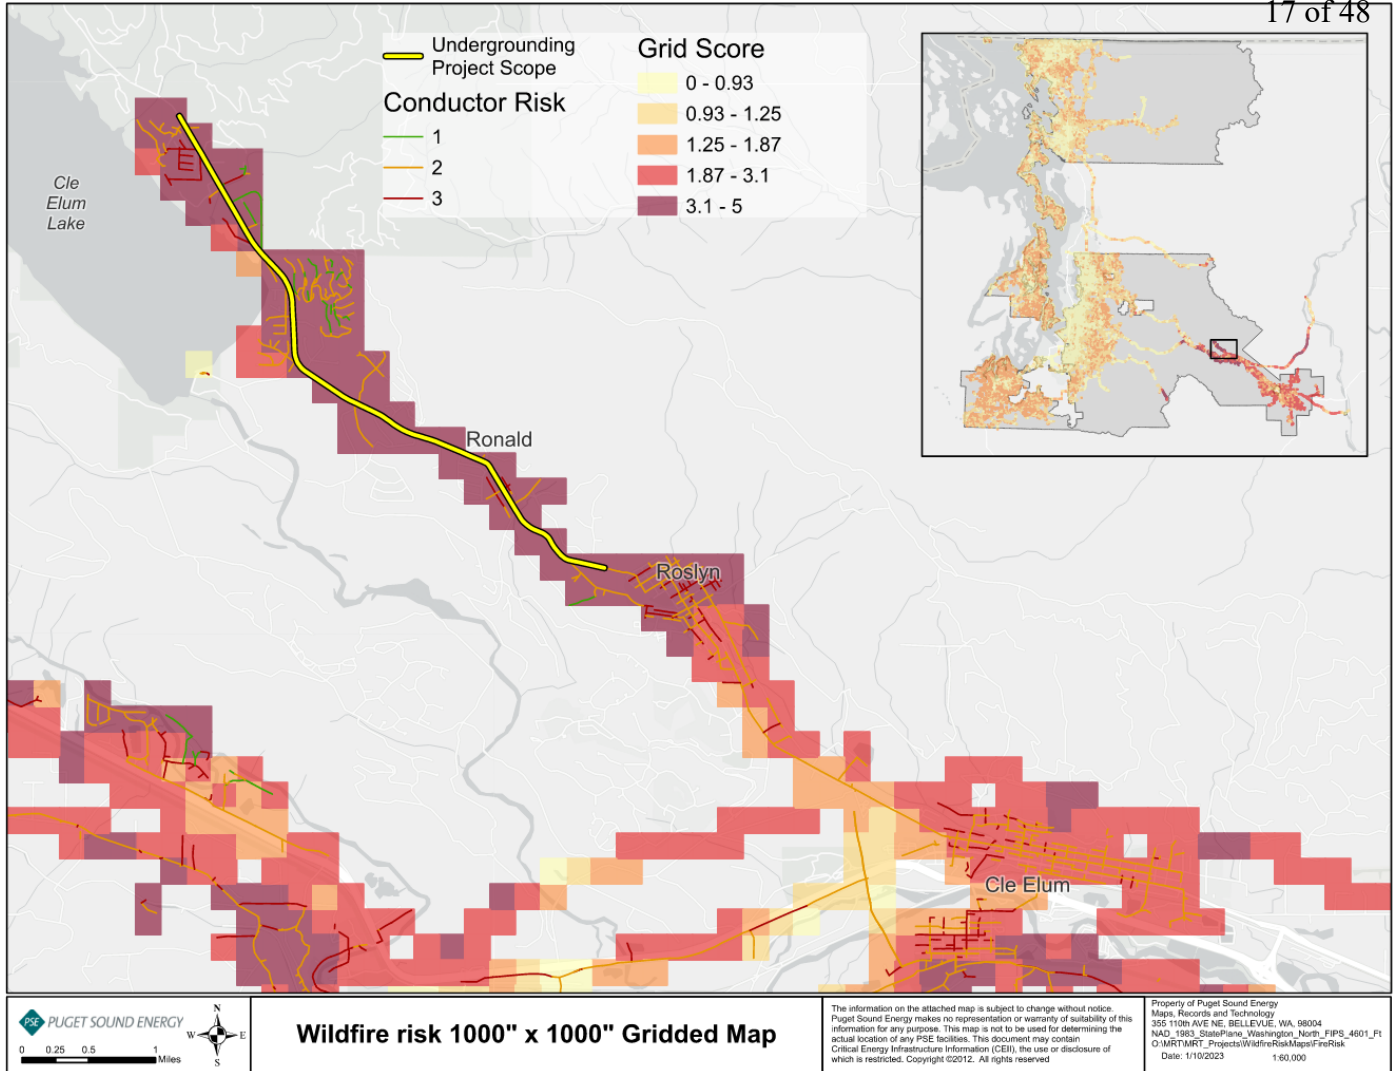 17 of 48
Undergrounding
Project Scope
Conductor Risk
1
2
3
Grid Score
0 - 0.93
0.93 - 1.25
1.25 - 1.87
1.87 - 3.1
3.1 - 5
Cle
Elum
Lake
Ronald
Roslyn
Cle Elum
PSE PUGET SOUND ENERGY
N
W E
S
0 0.25 0.5 1
Miles
Wildfire risk 1000" x 1000" Gridded Map
The information on the attached map is subject to change without notice.
Puget Sound Energy makes no representation or warranty of suitability of this
information for any purpose. This map is not to be used for determining the
actual location of any PSE facilities. This document may contain
Critical Energy Infrastructure Information (CEII), the use or disclosure of
which is restricted. Copyright ©2012. All rights reserved
Property of Puget Sound Energy
Maps, Records and Technology
355 110th AVE NE, BELLEVUE, WA, 98004
NAD_1983_StatePlane_Washington_North_FIPS_4601_Ft
O:\MRT\MRT_Projects\WildfireRiskMaps\FireRisk
Date: 1/10/2023 1:60,000